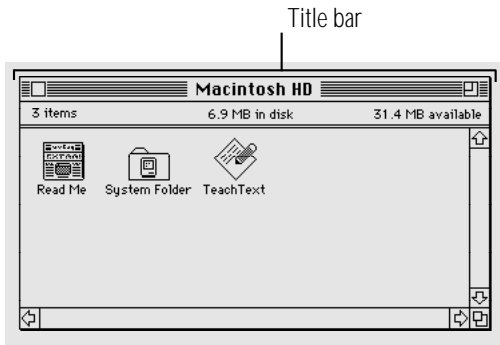 Title bar
Macintosh HD
3 items 6.9 MB in disk 31.4 MB available
Read Me System Folder TeachText